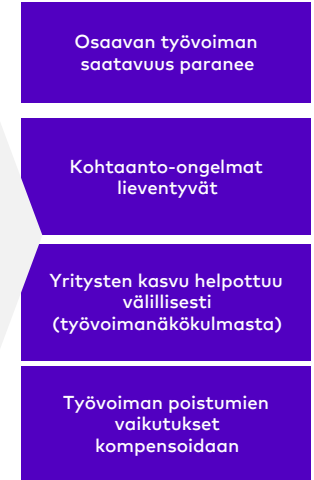 Osaavan työvoiman
saatavuus paranee
Kohtaanto-ongelmat
lieventyvät
Yritysten kasvu helpottuu
välillisesti
(työvoimanäkökulmasta)
Työvoiman poistumien
vaikutukset
kompensoidaan